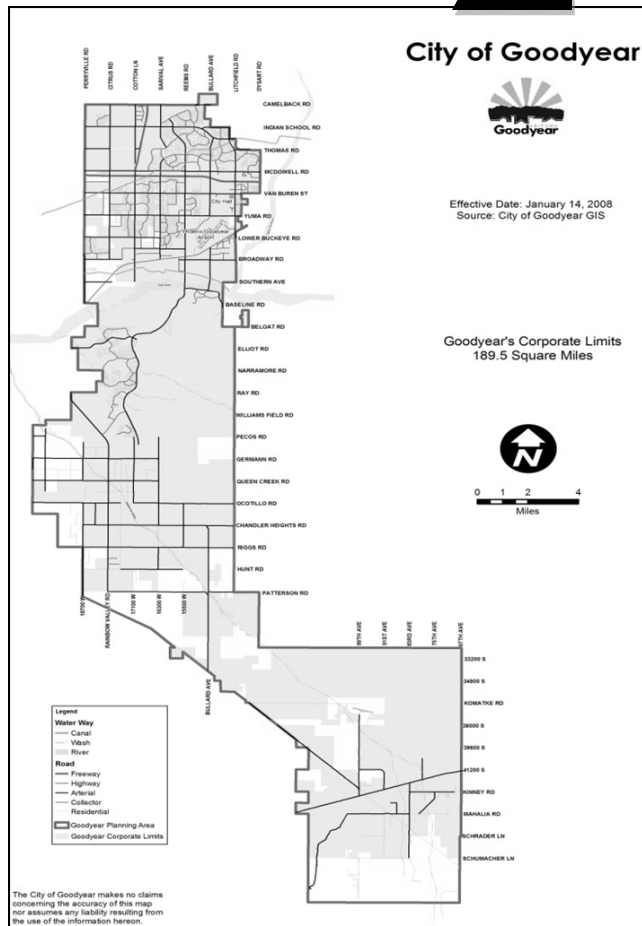 City of Goodyear
Goodyear
Effective Date: January 14, 2008
Source: City of Goodyear GIS
Goodyear's Corporate Limits
189.5 Square Miles
N
0 1 2 4
Miles
PERRYVILLE RD
CITRUS RD
COTTON LN
SARIVAL AVE
REEMS RD
BULLARD AVE
LITCHFIELD RD
DYSART RD
CAMELBACK RD
INDIAN SCHOOL RD
THOMAS RD
MCDOWELL RD
VAN BUREN ST
City Hall
YUMA RD
Phoenix-Goodyear
Airport
LOWER BUCKEYE RD
BROADWAY RD
SOUTHERN AVE
BASELINE RD
BELOAT RD
ELLIOT RD
NARRAMORE RD
RAY RD
WILLIAMS FIELD RD
PECOS RD
GERMANN RD
QUEEN CREEK RD
OCOTILLO RD
CHANDLER HEIGHTS RD
RIGGS RD
HUNT RD
PATTERSON RD
18700 W
RAINBOW VALLEY RD
17100 W
16300 W
15500 W
BULLARD AVE
99TH AVE
91ST AVE
83RD AVE
75TH AVE
67TH AVE
33200 S
34800 S
KOMATKE RD
38000 S
39600 S
41200 S
KINNEY RD
MAHALIA RD
SCHRADER LN
SCHUMACHER LN
Legend
Water Way
Canal
Wash
River
Road
Freeway
Highway
Arterial
Collector
Residential
Goodyear Planning Area
Goodyear Corporate Limits
The City of Goodyear makes no claims
concerning the accuracy of this map
nor assumes any liability resulting from
the use of the information hereon.